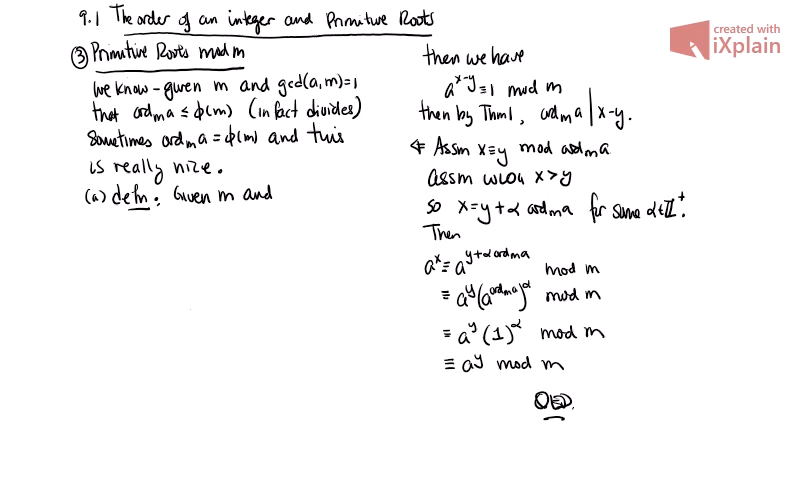 9.1 The order of an integer and Primitive Roots
③ Primitive Roots mod m
We know - given m and gcd(a,m)=1
that ord_m a ≤ φ(m) (in fact divides)
Sometimes ord_m a = φ(m) and this
is really nice.
(a) defn: Given m and
then we have
a^{x-y} ≡ 1 mod m
then by Thm 1, ord_m a | x-y.
⇐ Assm x≡y mod ord_m a
assm WLOG x>y
so x = y + α ord_m a for some α∈ℤ⁺.
Then
a^x ≡ a^{y+α ord_m a} mod m
≡ a^y (a^{ord_m a})^α mod m
≡ a^y (1)^α mod m
≡ a^y mod m
QED.
created with
iXplain